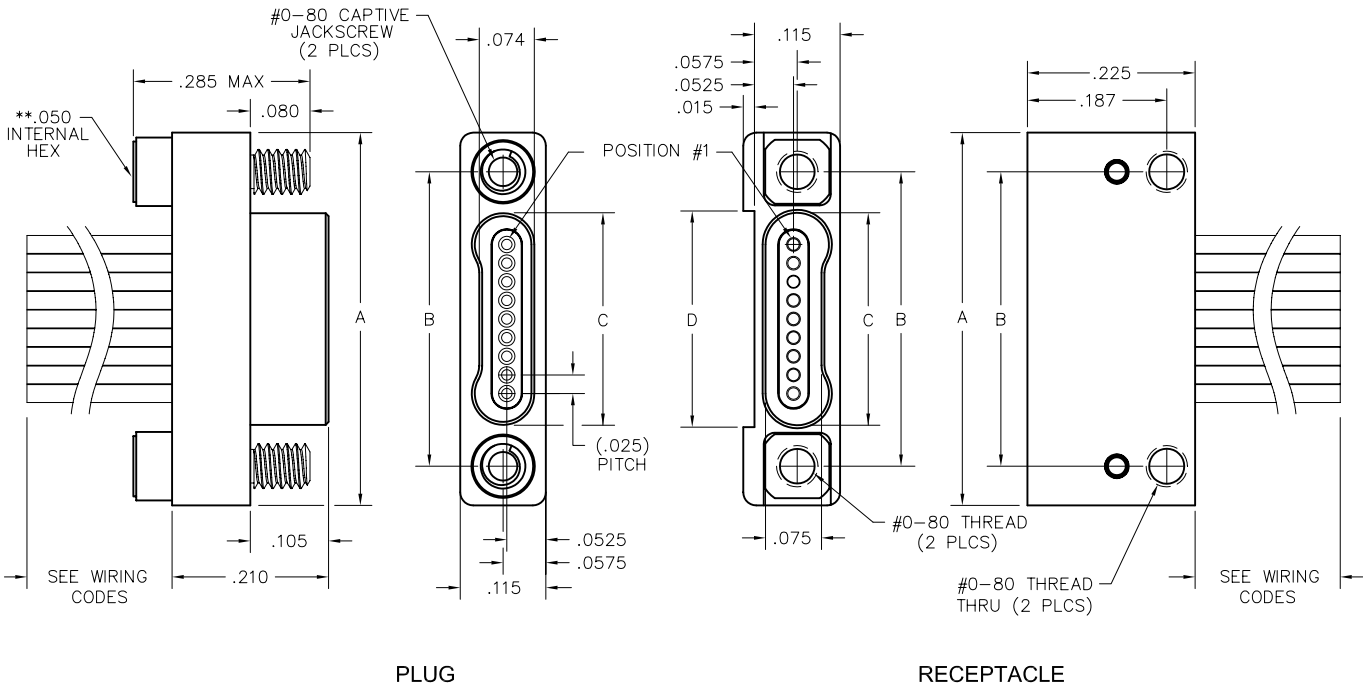 #0-80 CAPTIVE
JACKSCREW
(2 PLCS)
.074
.285 MAX
.080
**.050
INTERNAL
HEX
A
B
C
(.025)
PITCH
.105
.210
SEE WIRING
CODES
.0525
.0575
.115
PLUG
POSITION #1
.115
.0575
.0525
.015
D
C
B
.075
#0-80 THREAD
(2 PLCS)
.225
.187
A
B
#0-80 THREAD
THRU (2 PLCS)
SEE WIRING
CODES
RECEPTACLE